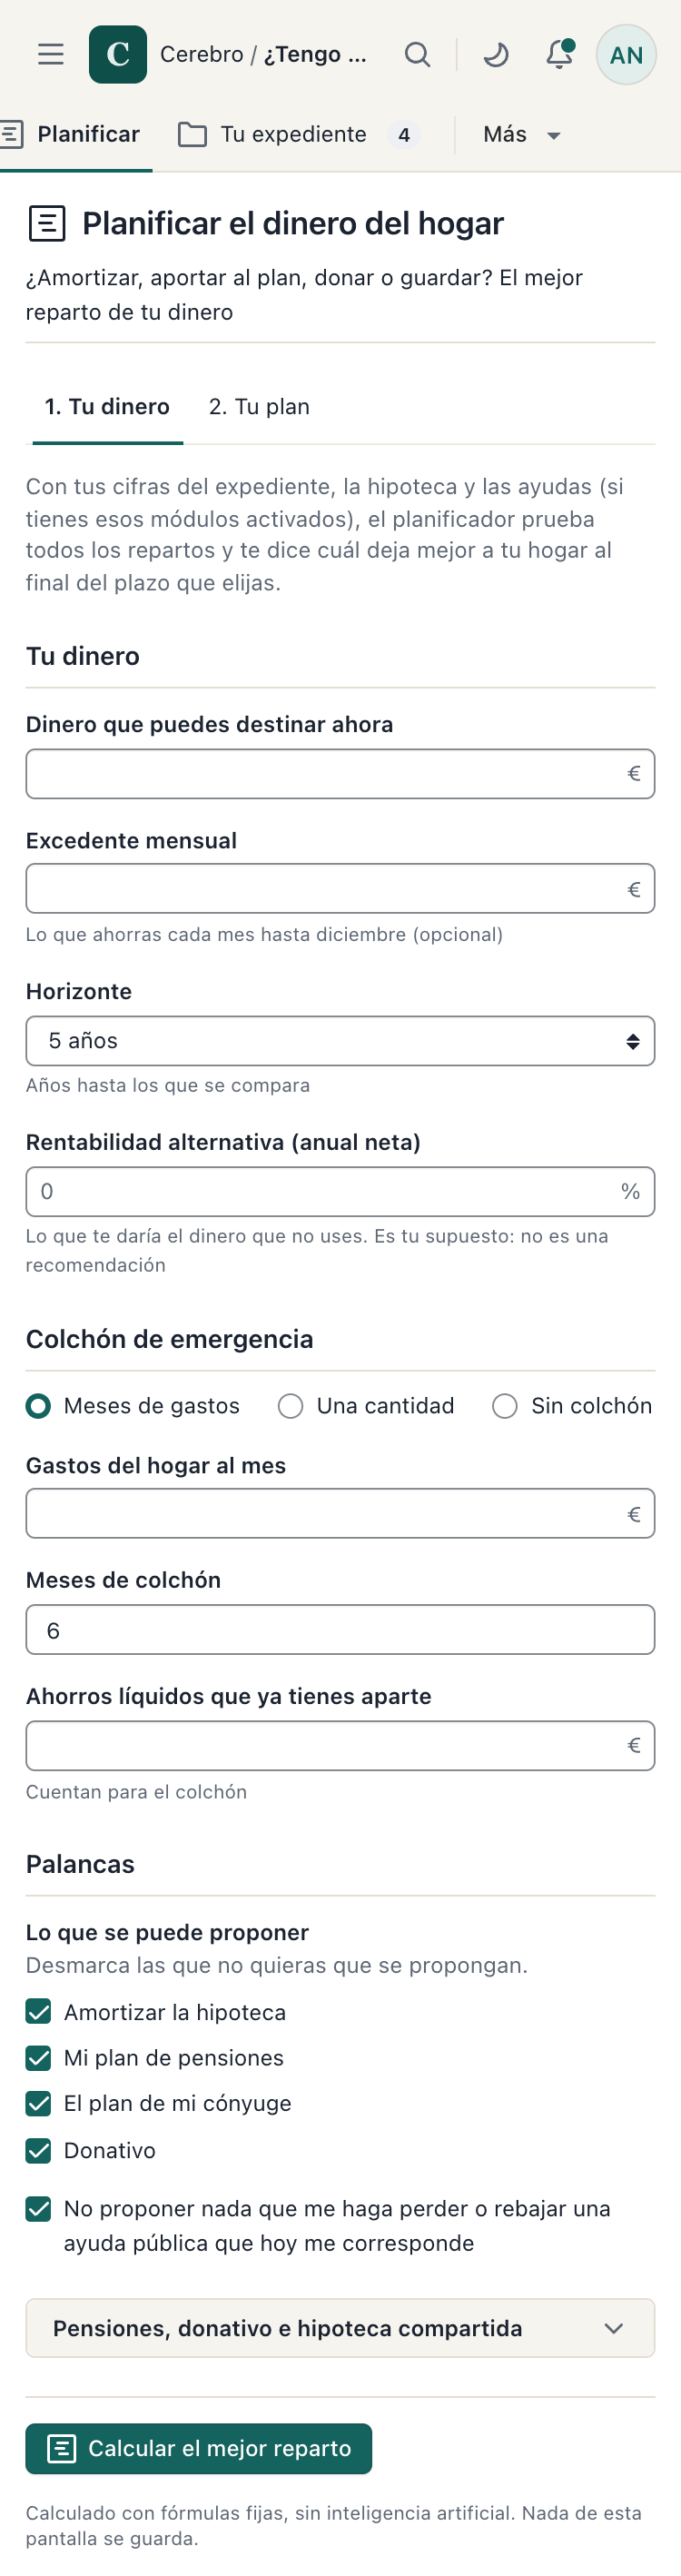 C Cerebro / ¿Tengo ... AN
Planificar Tu expediente 4 Más
Planificar el dinero del hogar
¿Amortizar, aportar al plan, donar o guardar? El mejor
reparto de tu dinero
1. Tu dinero 2. Tu plan
Con tus cifras del expediente, la hipoteca y las ayudas (si
tienes esos módulos activados), el planificador prueba
todos los repartos y te dice cuál deja mejor a tu hogar al
final del plazo que elijas.
Tu dinero
Dinero que puedes destinar ahora
€
Excedente mensual
€
Lo que ahorras cada mes hasta diciembre (opcional)
Horizonte
5 años
Años hasta los que se compara
Rentabilidad alternativa (anual neta)
0 %
Lo que te daría el dinero que no uses. Es tu supuesto: no es una
recomendación
Colchón de emergencia
Meses de gastos Una cantidad Sin colchón
Gastos del hogar al mes
€
Meses de colchón
6
Ahorros líquidos que ya tienes aparte
€
Cuentan para el colchón
Palancas
Lo que se puede proponer
Desmarca las que no quieras que se propongan.
Amortizar la hipoteca
Mi plan de pensiones
El plan de mi cónyuge
Donativo
No proponer nada que me haga perder o rebajar una
ayuda pública que hoy me corresponde
Pensiones, donativo e hipoteca compartida
Calcular el mejor reparto
Calculado con fórmulas fijas, sin inteligencia artificial. Nada de esta
pantalla se guarda.